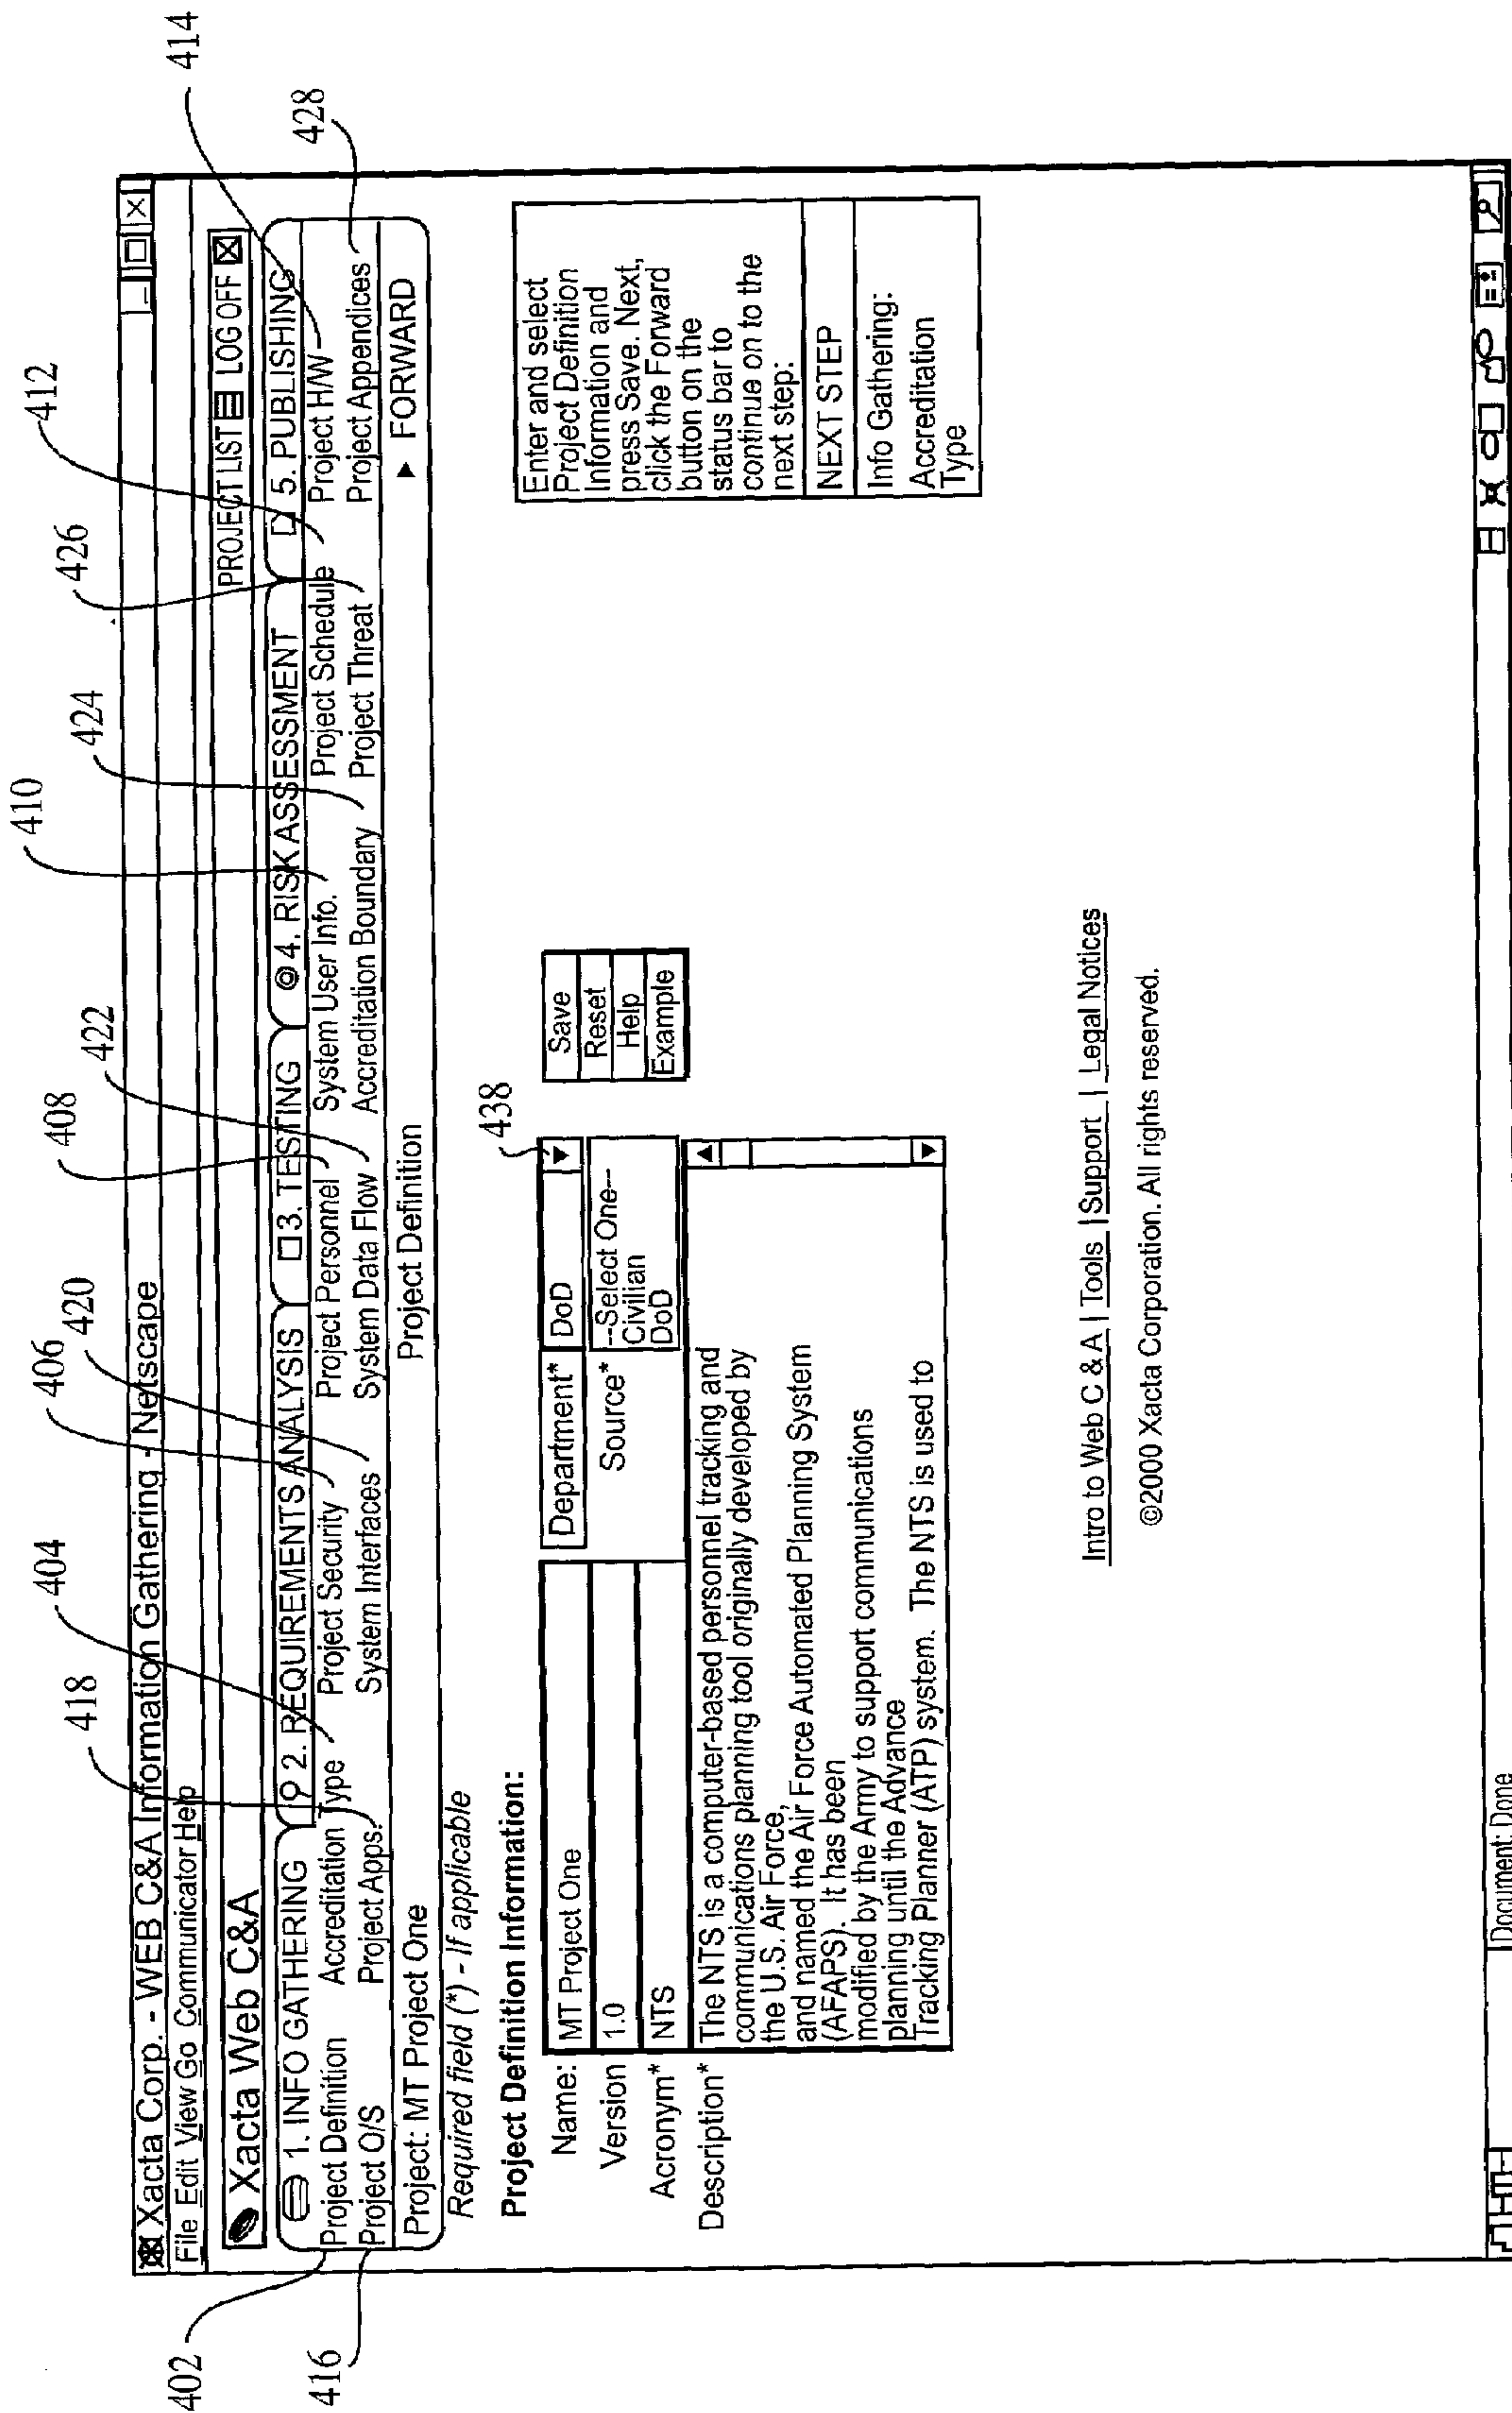 414
412
428
426
410
424
408
422
406
420
404
418
Xacta Corp. - WEB C&A Information Gathering - Netscape
File Edit View Go Communicator Help
Xacta Web C&A PROJECT LIST LOG OFF
1. INFO GATHERING 2. REQUIREMENTS ANALYSIS 3. TESTING 4. RISK ASSESSMENT 5. PUBLISHING
402 Project Definition Accreditation Type Project Security Project Personnel System User Info. Project Schedule Project H/W
416 Project O/S Project Apps. System Interfaces System Data Flow Accreditation Boundary Project Threat Project Appendices
Project: MT Project One Project Definition FORWARD
Required field (*) - If applicable
Project Definition Information:
438
Name: MT Project One Department* DoD
Version 1.0 Source* --Select One---
Civilian
DoD
Acronym* NTS
Description* The NTS is a computer-based personnel tracking and
communications planning tool originally developed by
the U.S. Air Force,
and named the Air Force Automated Planning System
(AFAPS). It has been
modified by the Army to support communications
planning until the Advance
Tracking Planner (ATP) system. The NTS is used to
Save
Reset
Help
Example
Enter and select
Project Definition
Information and
press Save. Next,
click the Forward
button on the
status bar to
continue on to the
next step:
NEXT STEP
Info Gathering:
Accreditation
Type
Intro to Web C & A | Tools | Support | Legal Notices
©2000 Xacta Corporation. All rights reserved.
Document Done